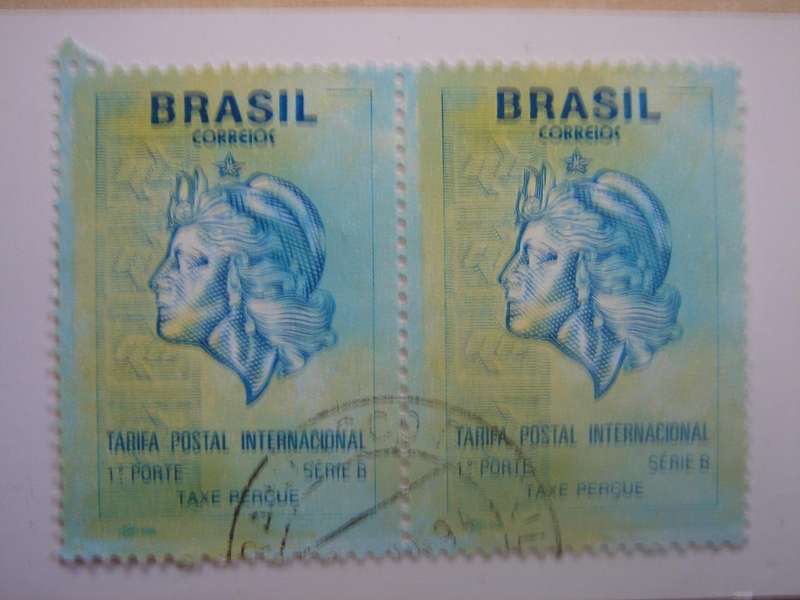 BRASIL
CORREIOS
TARIFA POSTAL INTERNACIONAL
1º PORTE SÉRIE B
TAXE PERÇUE
BRASIL
CORREIOS
TARIFA POSTAL INTERNACIONAL
1º PORTE SÉRIE B
TAXE PERÇUE